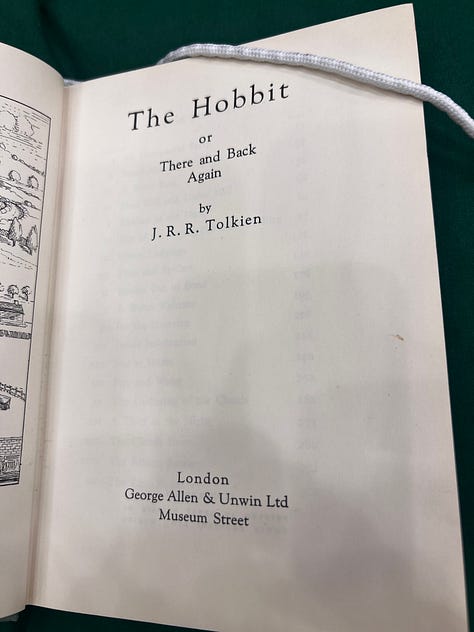 The Hobbit
or
There and Back
Again
by
J. R. R. Tolkien
London
George Allen & Unwin Ltd
Museum Street